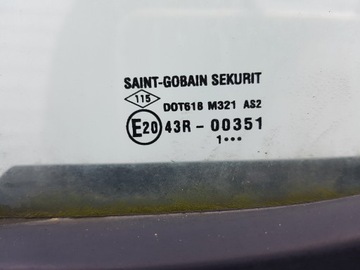 SAINT-GOBAIN SEKURIT
115 DOT618 M321 AS2
E20 43R-00351
1•••